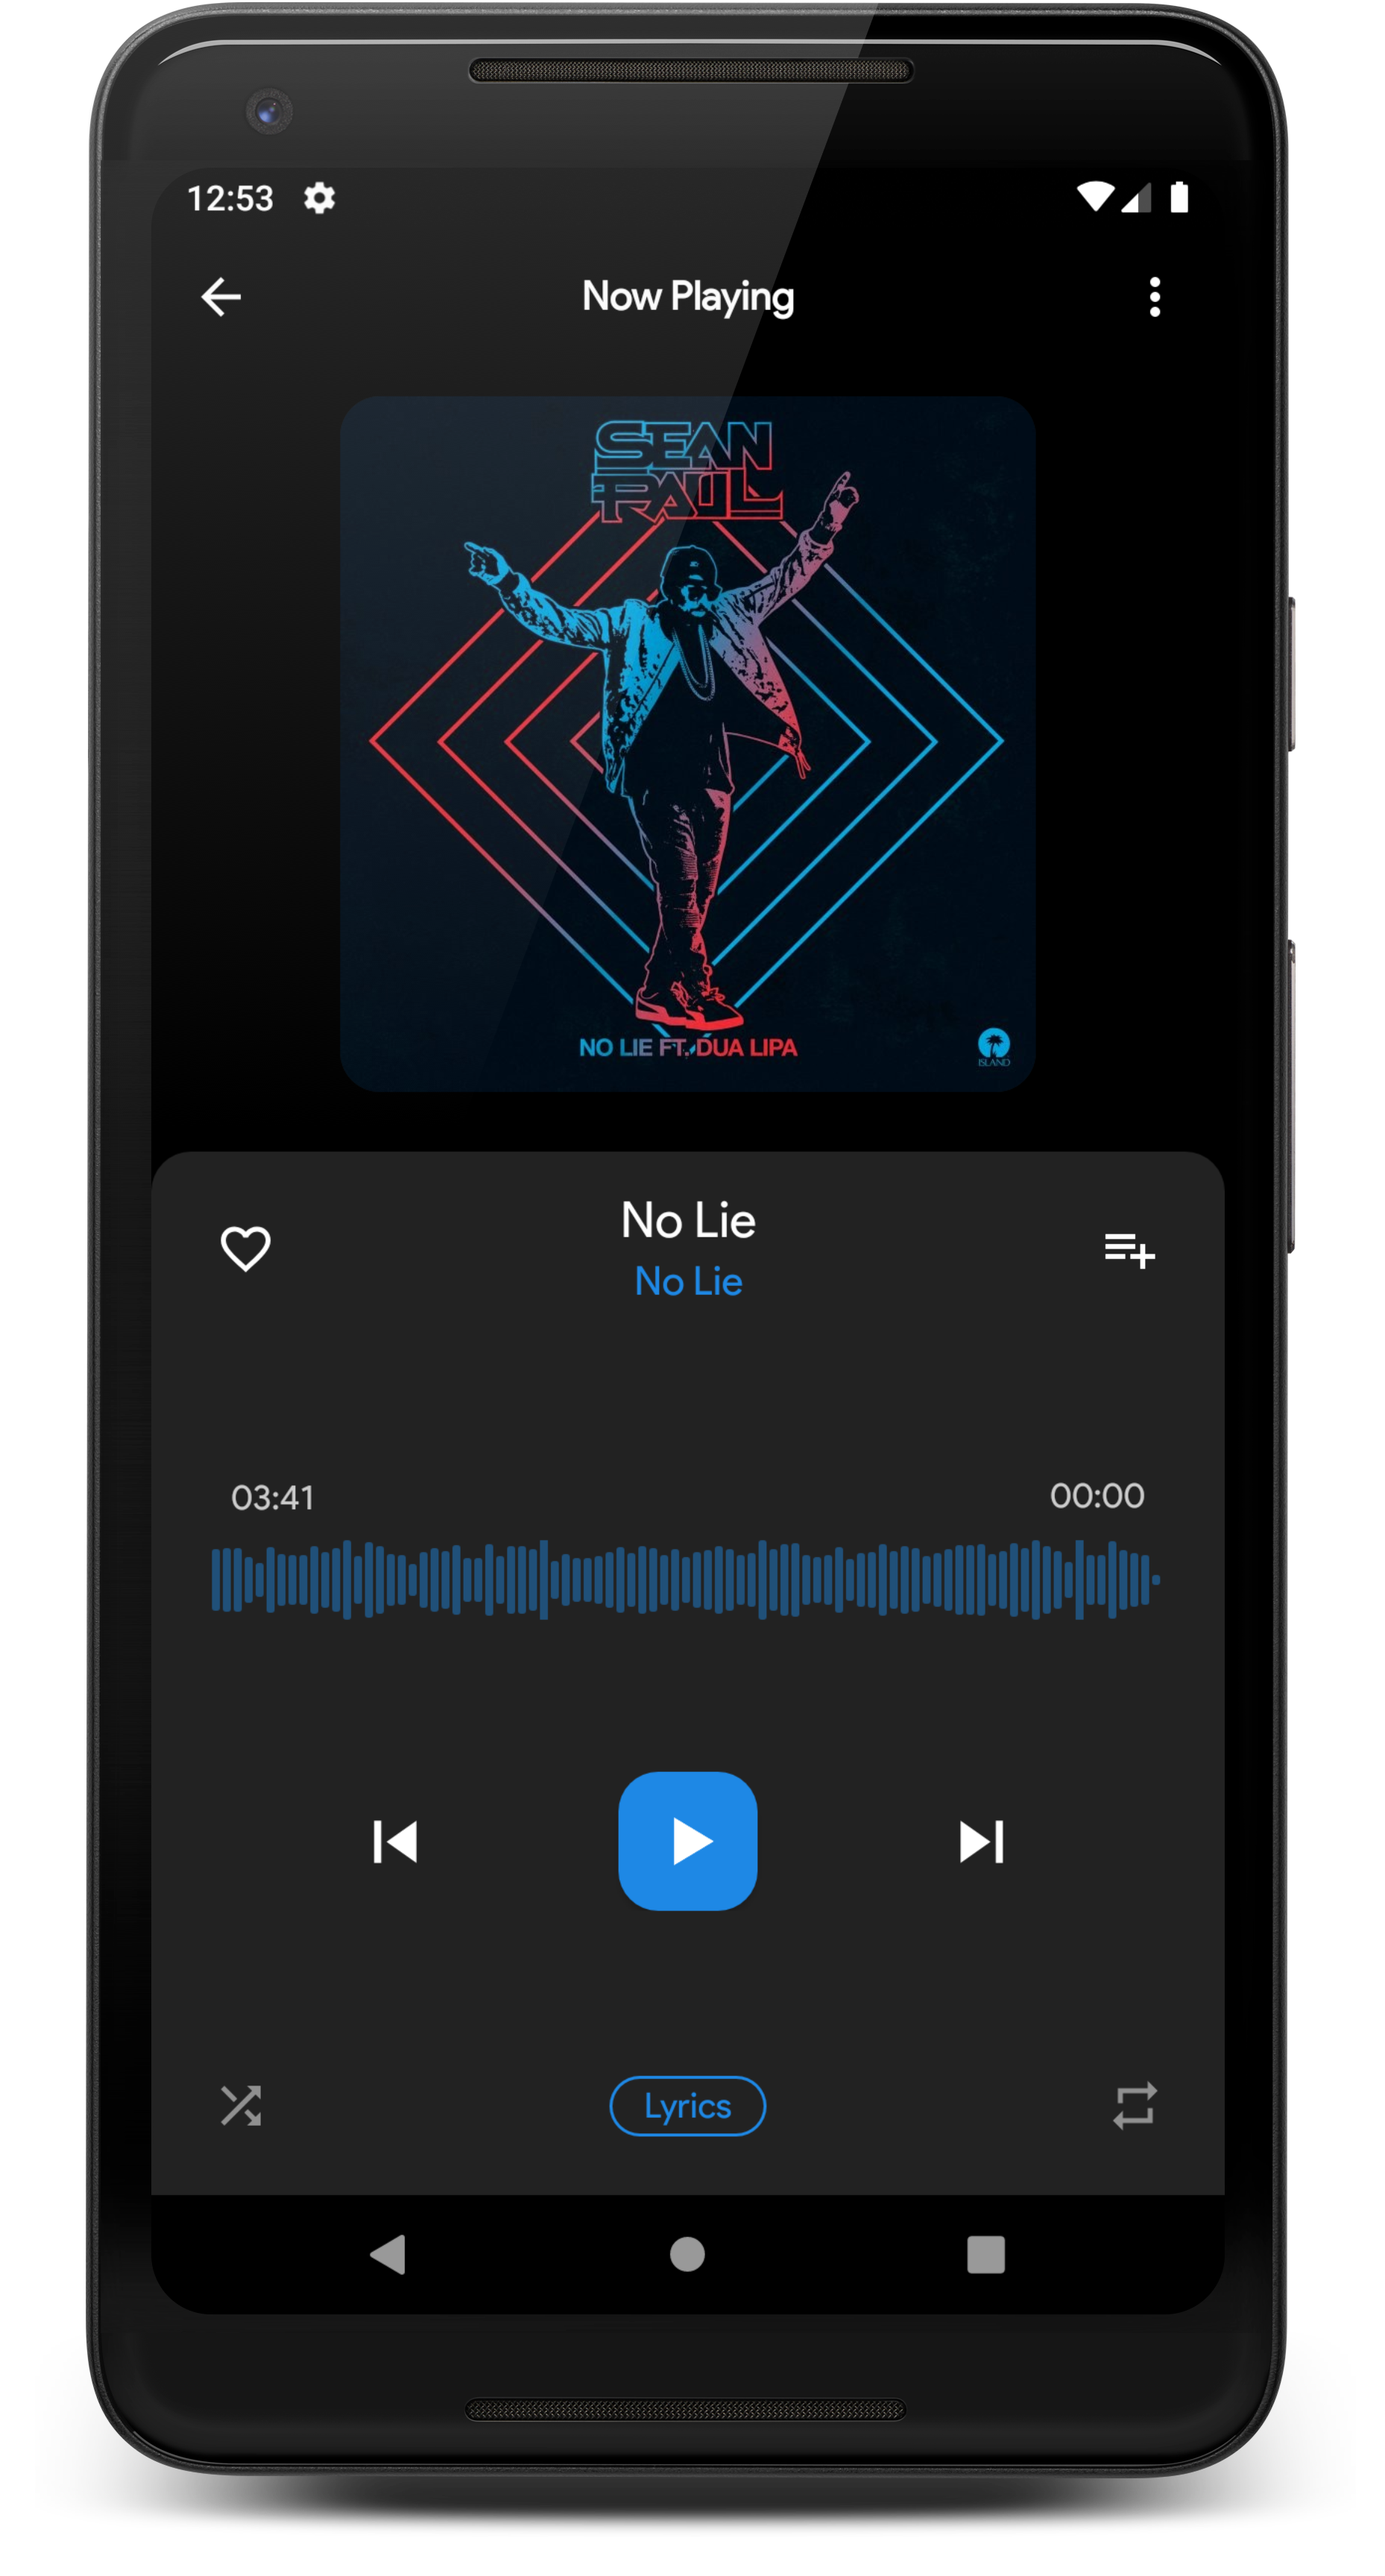 12:53
Now Playing
SEAN
PAUL
NO LIE FT. DUA LIPA
ISLAND
No Lie
No Lie
03:41
00:00
Lyrics